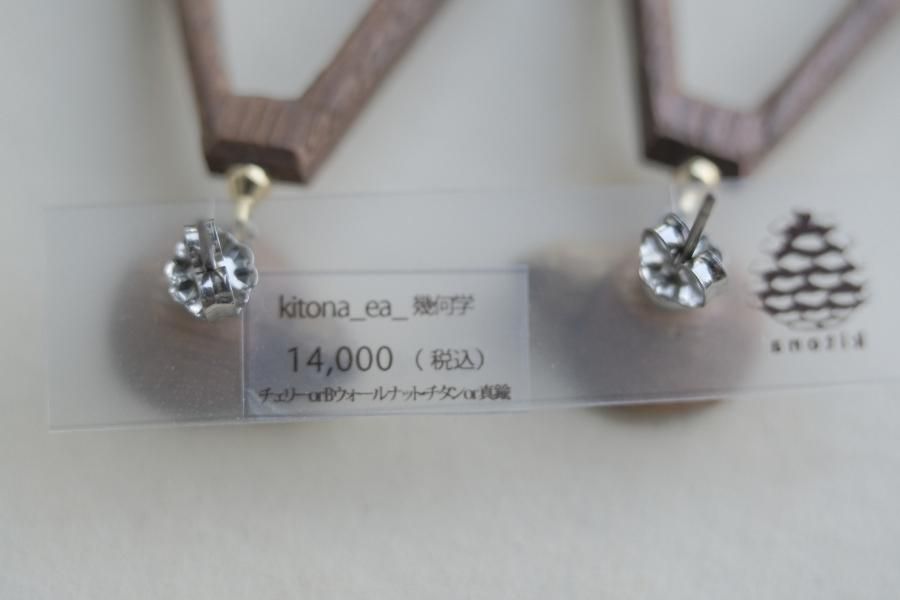 kitona_ea_幾何学
14,000 (税込)
チェリーorBウォールナット・チタンor真鍮
kitona